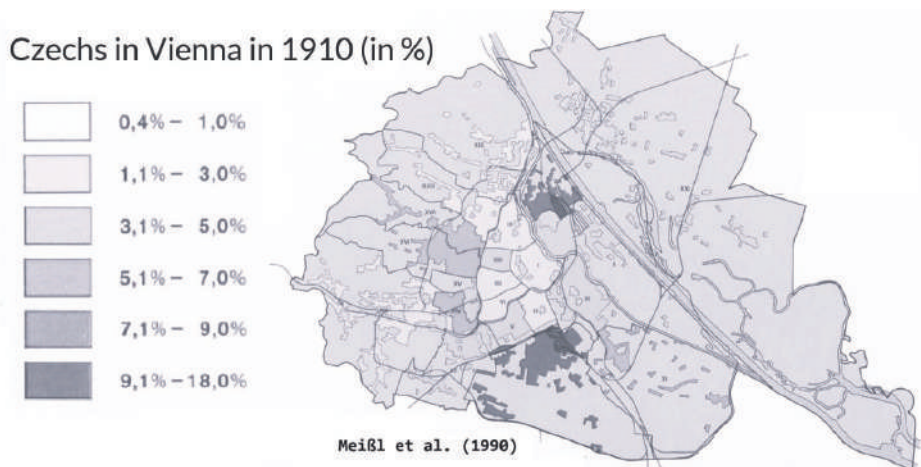 Czechs in Vienna in 1910 (in %)
0,4% – 1,0%
1,1% – 3,0%
3,1% – 5,0%
5,1% – 7,0%
7,1% – 9,0%
9,1% – 18,0%
Meißl et al. (1990)